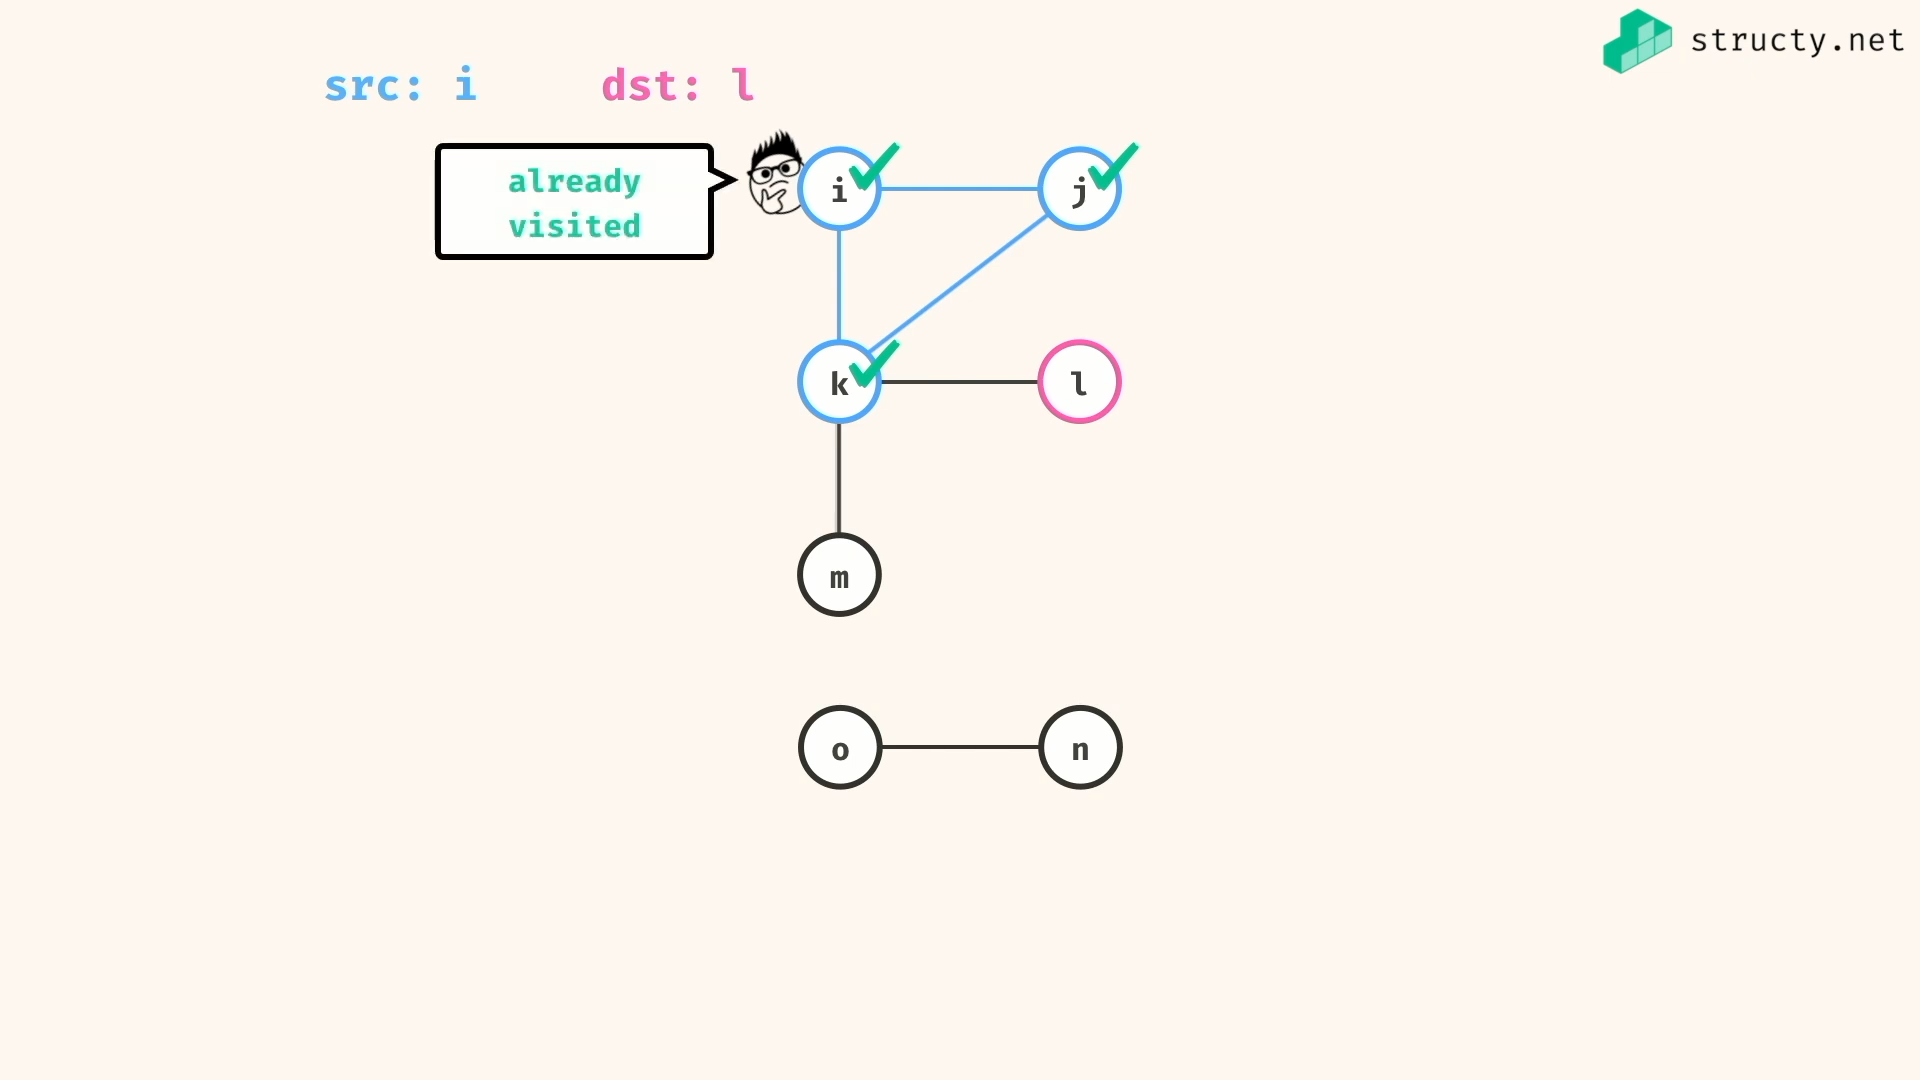 structy.net
src: i dst: l
already
visited
i j
k l
m
o n